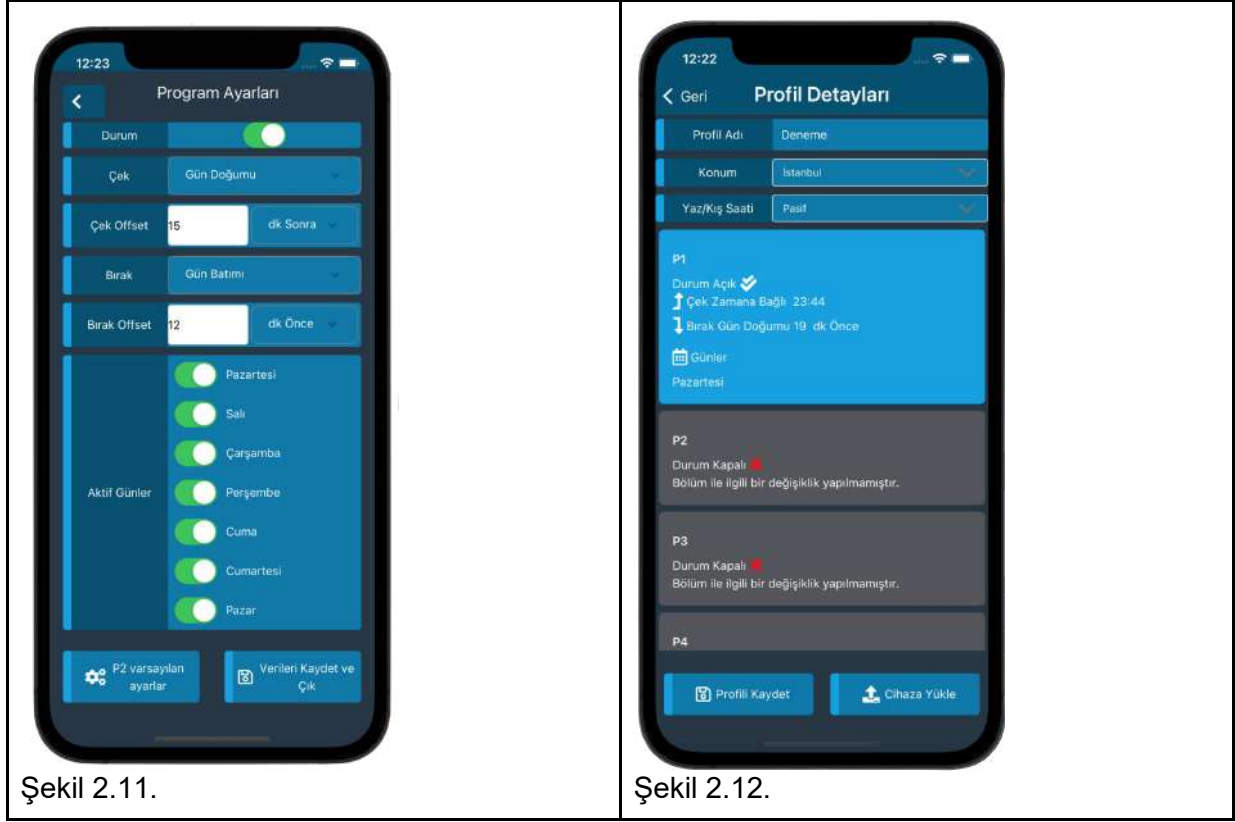 12:23
Program Ayarları
Durum
Çek
Gün Doğumu
Çek Offset
15
dk Sonra
Bırak
Gün Batımı
Bırak Offset
12
dk Önce
Aktif Günler
Pazartesi
Salı
Çarşamba
Perşembe
Cuma
Cumartesi
Pazar
P2 varsayılan
ayarlar
Verileri Kaydet ve
Çık
Şekil 2.11.
12:22
Geri
Profil Detayları
Profil Adı
Deneme
Konum
İstanbul
Yaz/Kış Saati
Pasif
P1
Durum Açık
Çek Zamana Bağlı 23:44
Bırak Gün Doğumu 19 dk Önce
Günler
Pazartesi
P2
Durum Kapalı
Bölüm ile ilgili bir değişiklik yapılmamıştır.
P3
Durum Kapalı
Bölüm ile ilgili bir değişiklik yapılmamıştır.
P4
Profili Kaydet
Cihaza Yükle
Şekil 2.12.